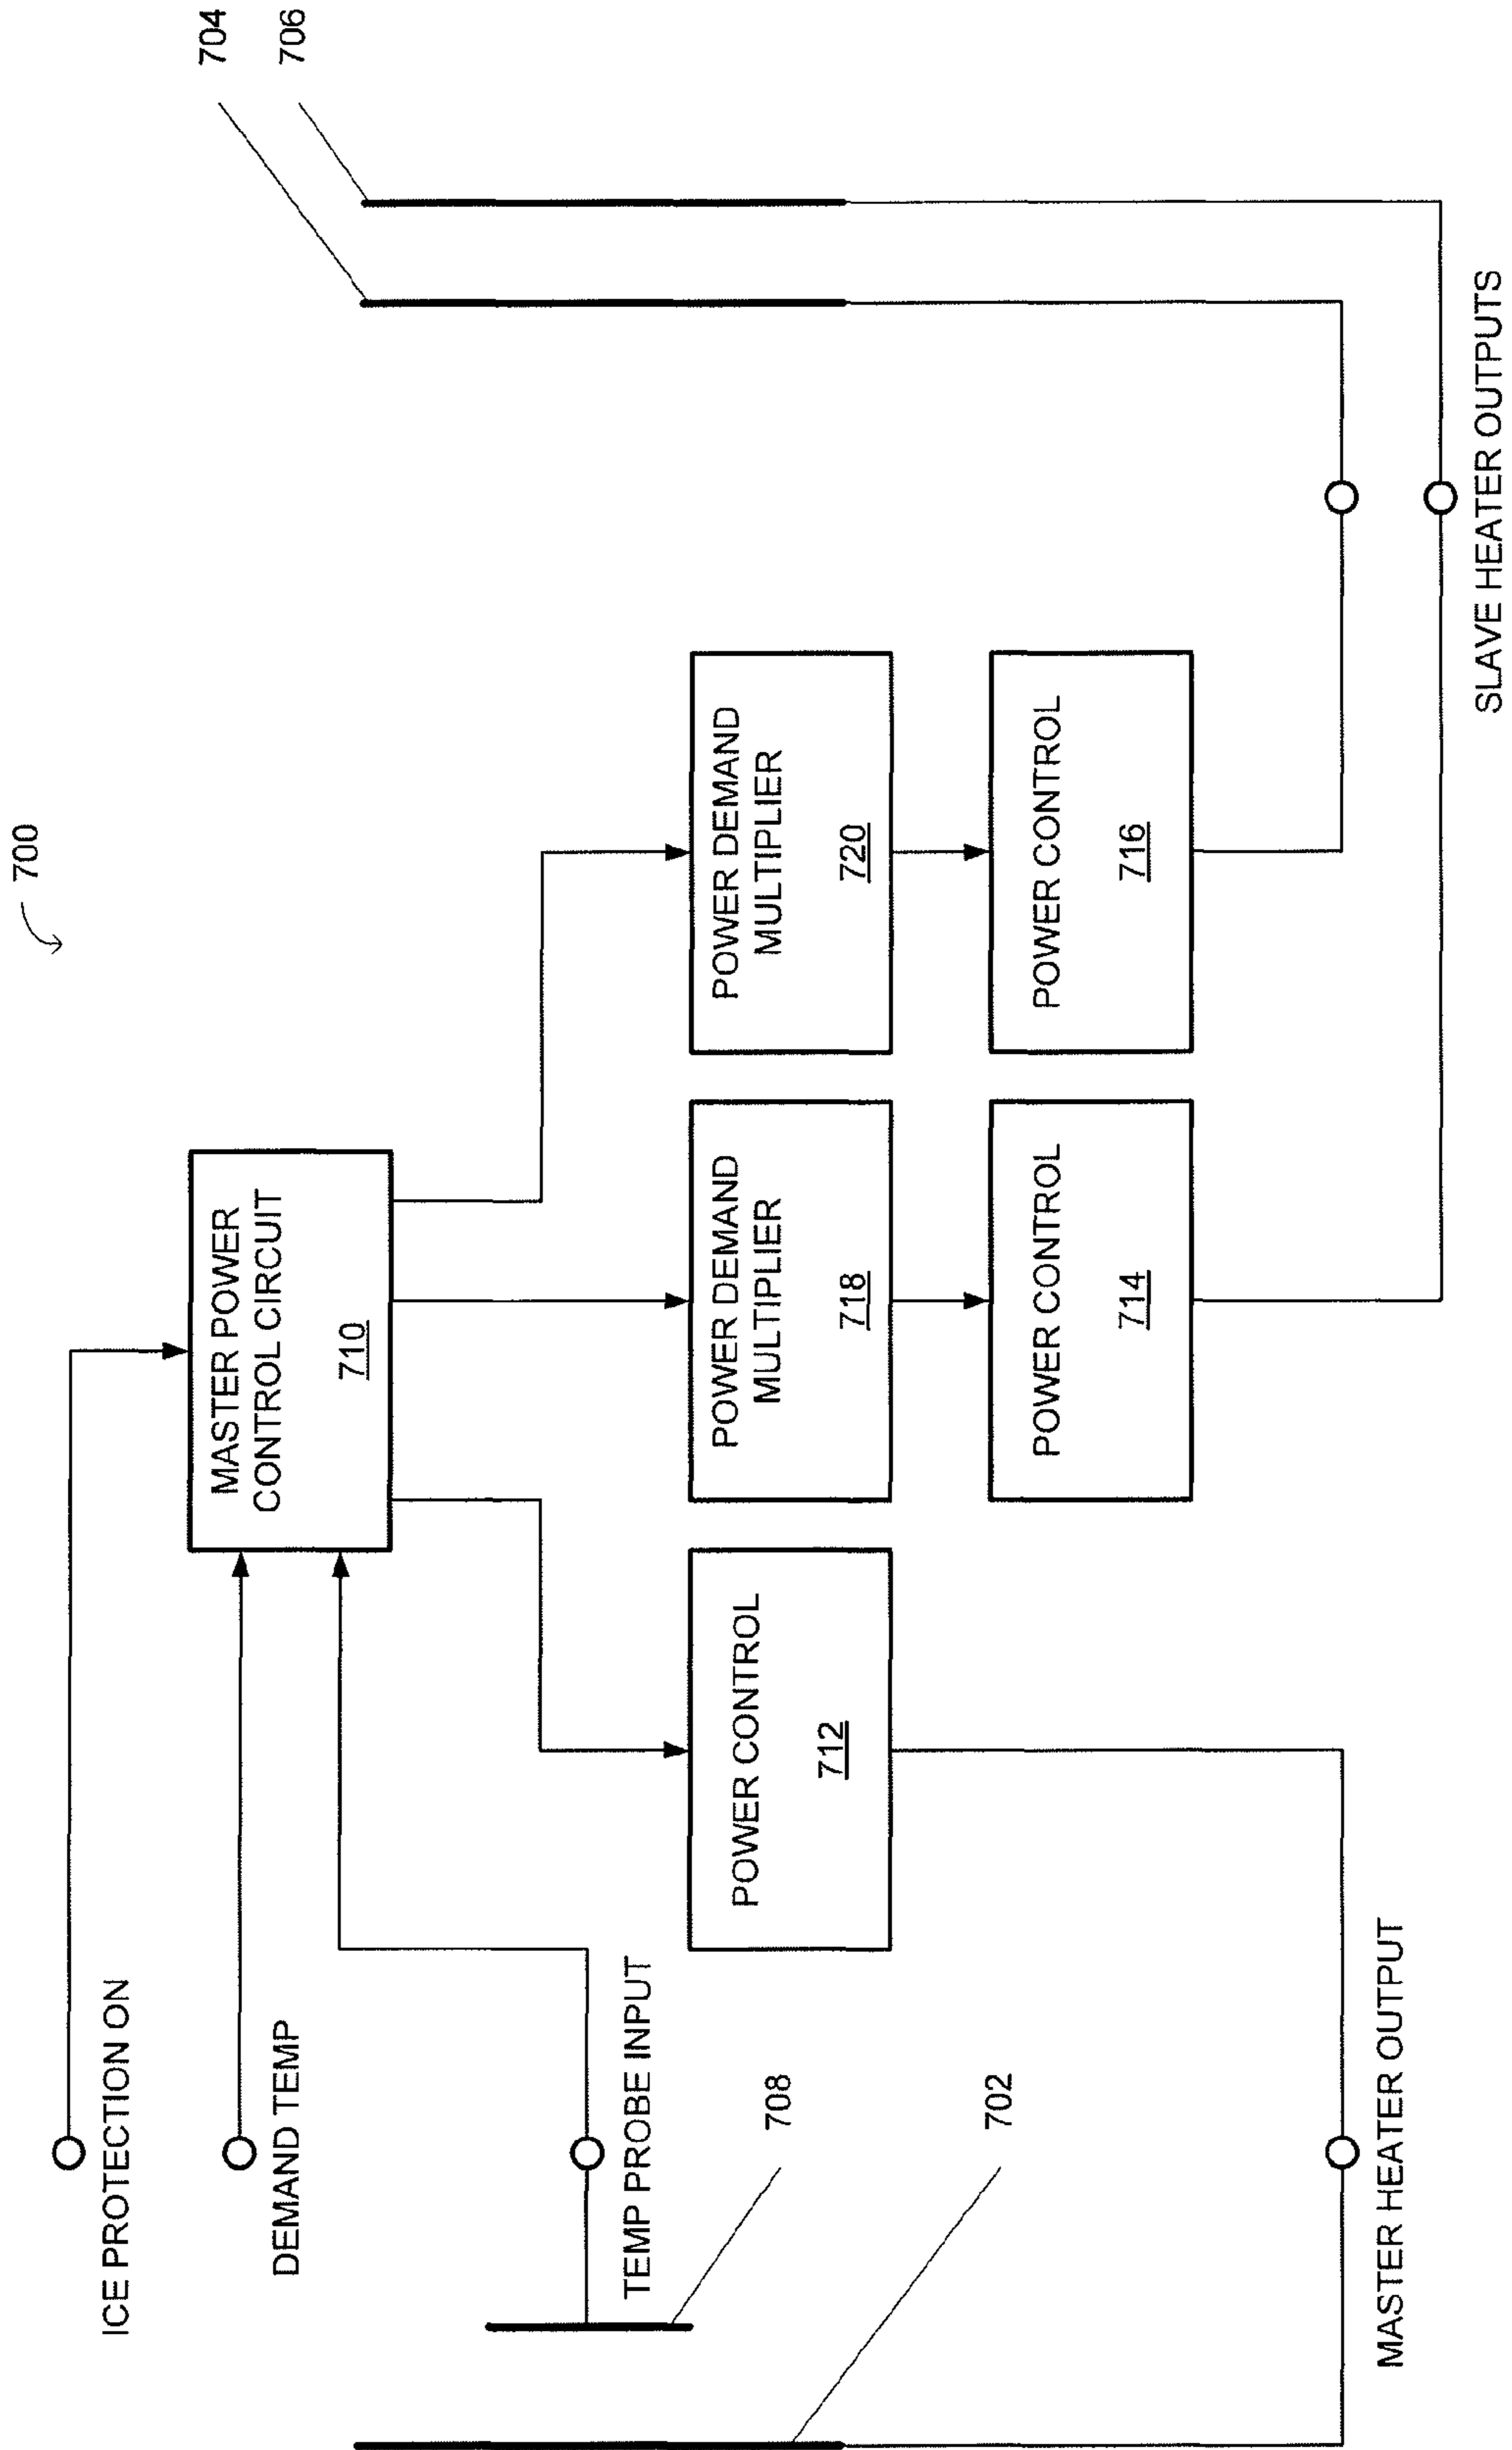 700
ICE PROTECTION ON
DEMAND TEMP
TEMP PROBE INPUT
708
702
MASTER HEATER OUTPUT
MASTER POWER
CONTROL CIRCUIT
710
POWER CONTROL
712
POWER DEMAND
MULTIPLIER
718
POWER CONTROL
714
POWER DEMAND
MULTIPLIER
720
POWER CONTROL
716
704
706
SLAVE HEATER OUTPUTS